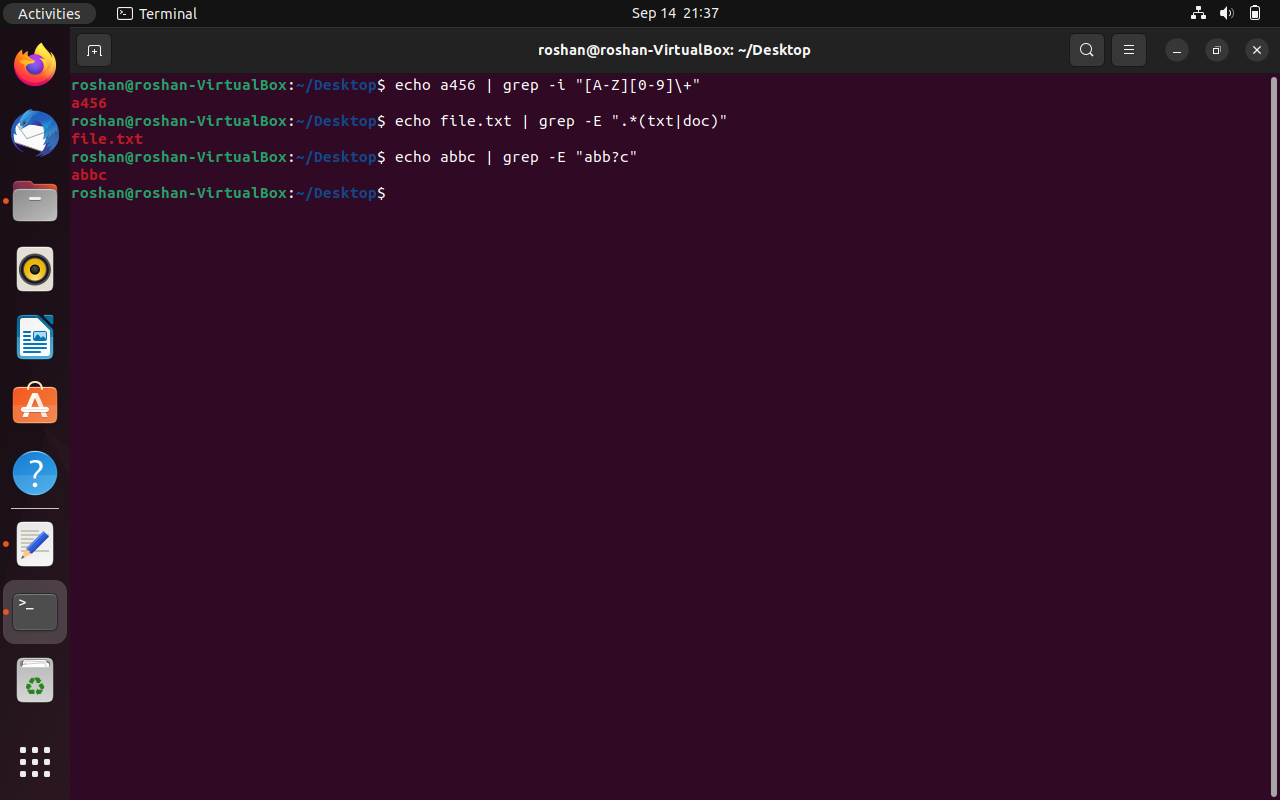 Activities
Terminal
Sep 14 21:37
roshan@roshan-VirtualBox: ~/Desktop
roshan@roshan-VirtualBox:~/Desktop$ echo a456 | grep -i "[A-Z][0-9]\+"
a456
roshan@roshan-VirtualBox:~/Desktop$ echo file.txt | grep -E ".*(txt|doc)"
file.txt
roshan@roshan-VirtualBox:~/Desktop$ echo abbc | grep -E "abb?c"
abbc
roshan@roshan-VirtualBox:~/Desktop$